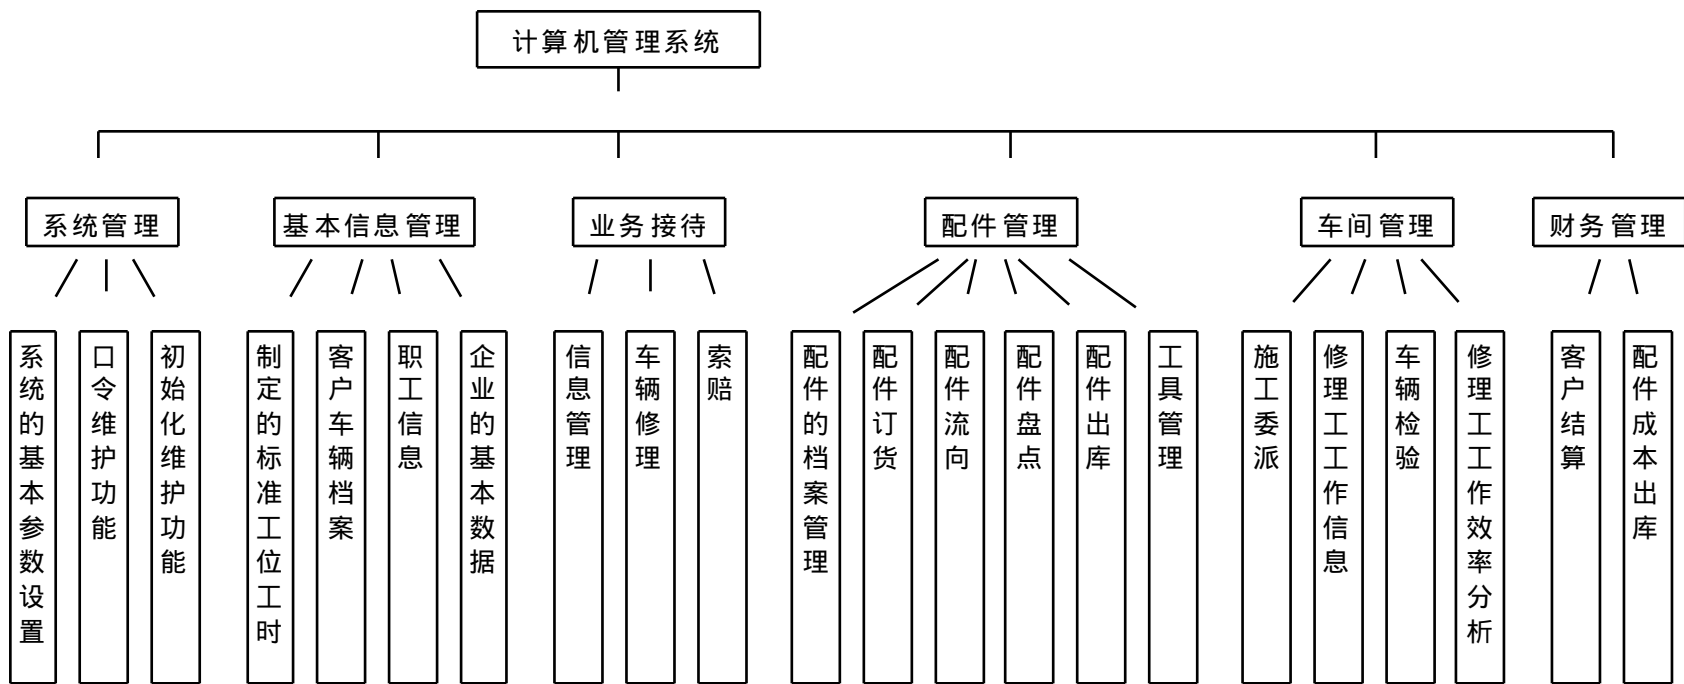 计算机管理系统
系统管理
基本信息管理
业务接待
配件管理
车间管理
财务管理
系统的基本参数设置
口令维护功能
初始化维护功能
制定的标准工位工时
客户车辆档案
职工信息
企业的基本数据
信息管理
车辆修理
索赔
配件的档案管理
配件订货
配件流向
配件盘点
配件出库
工具管理
施工委派
修理工工作信息
车辆检验
修理工工作效率分析
客户结算
配件成本出库